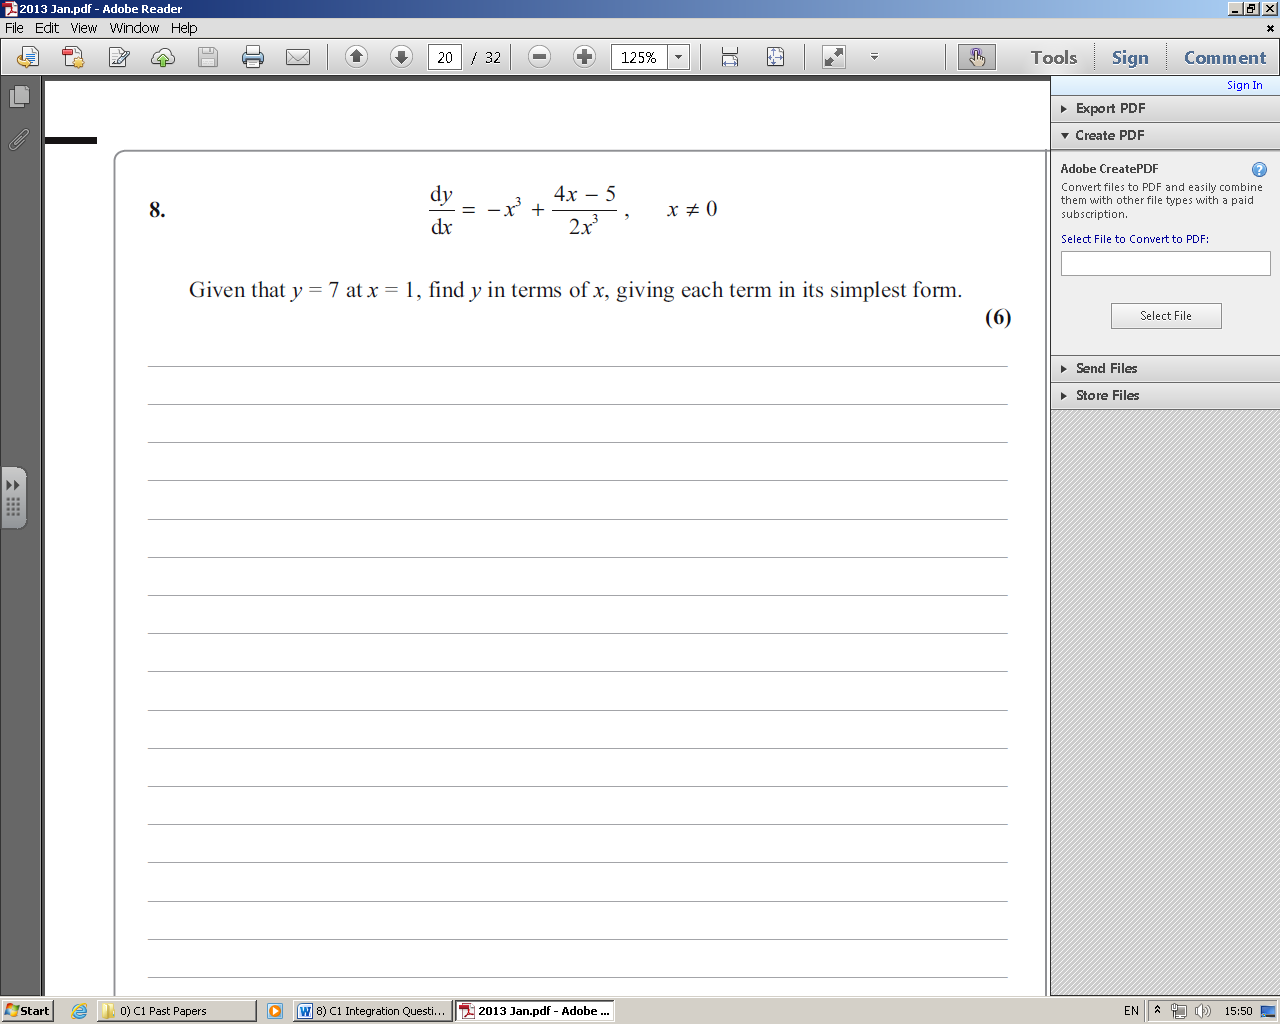 2013 Jan.pdf - Adobe Reader
File Edit View Window Help
20 / 32 125% Tools Sign Comment
Sign In
Export PDF
Create PDF
Adobe CreatePDF
Convert files to PDF and easily combine
them with other file types with a paid
subscription.
Select File to Convert to PDF:
Select File
Send Files
Store Files
8. dy/dx = −x³ + (4x − 5)/(2x³) , x ≠ 0
Given that y = 7 at x = 1, find y in terms of x, giving each term in its simplest form.
(6)
Start 0) C1 Past Papers 8) C1 Integration Questi... 2013 Jan.pdf - Adobe ... EN 15:50